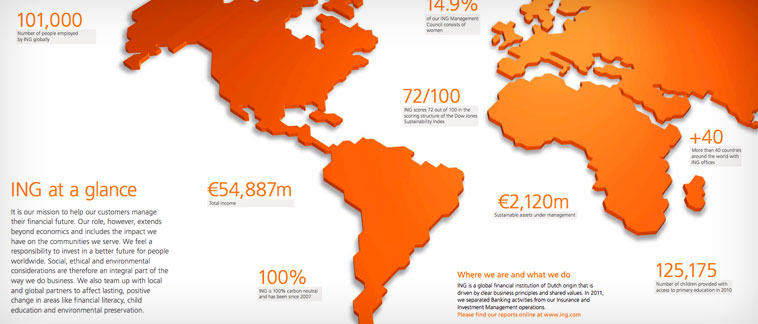 101,000
Number of people employed
by ING globally
14.9%
of our ING Management
Council consists of
women
72/100
ING scores 72 out of 100 in the
scoring structure of the Dow Jones
Sustainability Index
+40
More than 40 countries
around the world with
ING offices
ING at a glance
It is our mission to help our customers manage
their financial future. Our role, however, extends
beyond economics and includes the impact we
have on the communities we serve. We feel a
responsibility to invest in a better future for people
worldwide. Social, ethical and environmental
considerations are therefore an integral part of the
way we do business. We also team up with local
and global partners to affect lasting, positive
change in areas like financial literacy, child
education and environmental preservation.
€54,887m
Total income
€2,120m
Sustainable assets under management
100%
ING is 100% carbon neutral
and has been since 2007
Where we are and what we do
ING is a global financial institution of Dutch origin that is
driven by clear business principles and shared values. In 2011,
we separated Banking activities from our Insurance and
Investment Management operations.
Please find our reports online at www.ing.com
125,175
Number of children provided with
access to primary education in 2010